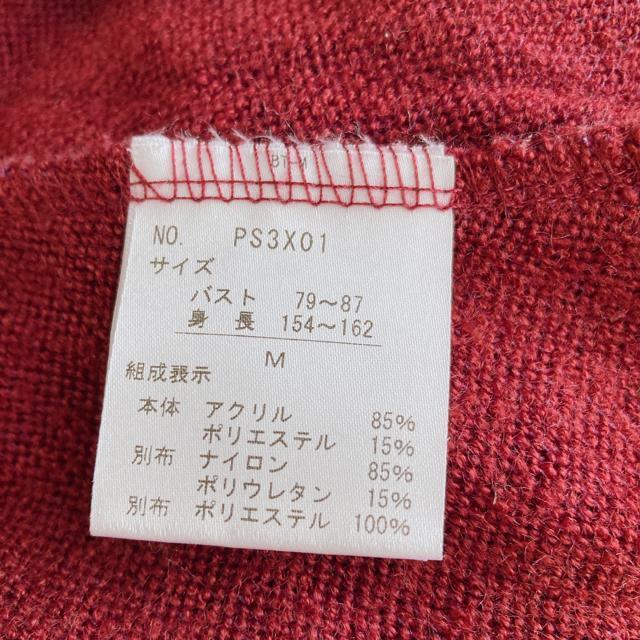 NO. PS3X01
サイズ
バスト 79～87
身長 154～162
M
組成表示
本体 アクリル 85%
ポリエステル 15%
別布 ナイロン 85%
ポリウレタン 15%
別布 ポリエステル 100%